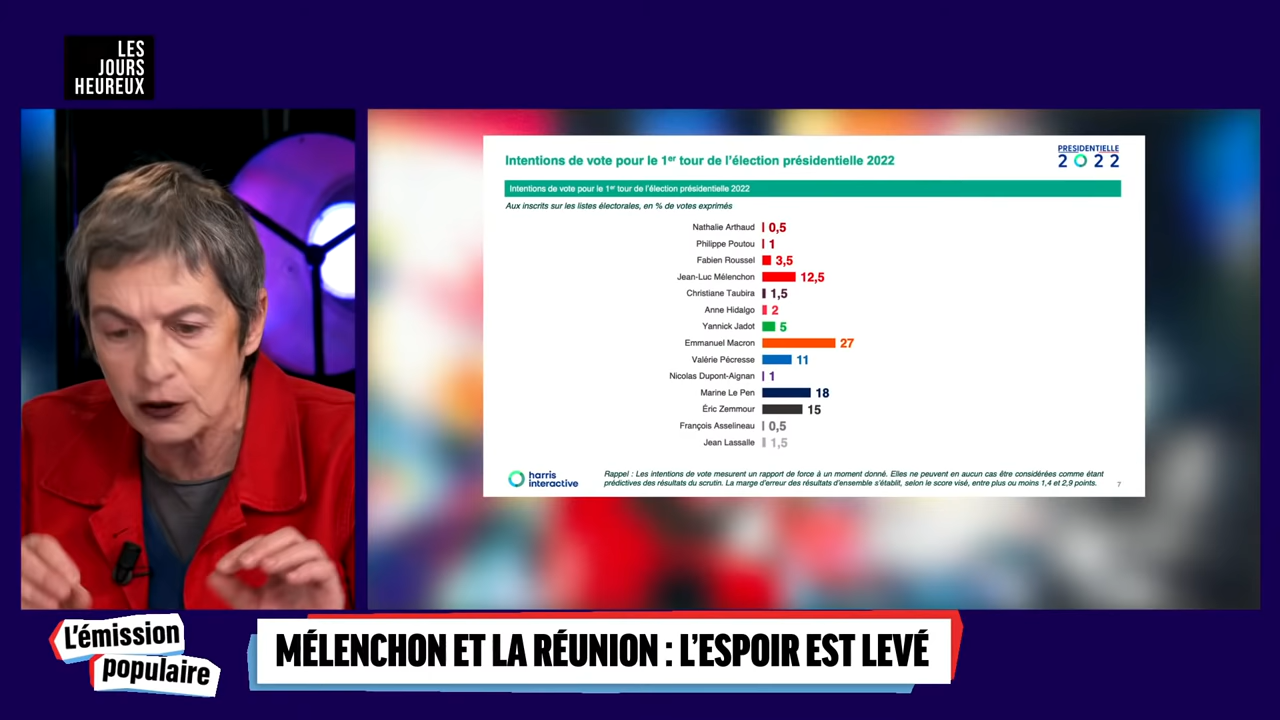 LES
JOURS
HEUREUX
PRESIDENTIELLE
2022
Intentions de vote pour le 1er tour de l'élection présidentielle 2022
Intentions de vote pour le 1er tour de l'élection présidentielle 2022
Aux inscrits sur les listes électorales, en % de votes exprimés
Nathalie Arthaud 0,5
Philippe Poutou 1
Fabien Roussel 3,5
Jean-Luc Mélenchon 12,5
Christiane Taubira 1,5
Anne Hidalgo 2
Yannick Jadot 5
Emmanuel Macron 27
Valérie Pécresse 11
Nicolas Dupont-Aignan 1
Marine Le Pen 18
Éric Zemmour 15
François Asselineau 0,5
Jean Lassalle 1,5
harris
interactive
Rappel : Les intentions de vote mesurent un rapport de force à un moment donné. Elles ne peuvent en aucun cas être considérées comme étant
prédictives des résultats du scrutin. La marge d'erreur des résultats d'ensemble s'établit, selon le score visé, entre plus ou moins 1,4 et 2,9 points.
7
L'émission
populaire
MÉLENCHON ET LA RÉUNION : L'ESPOIR EST LEVÉ